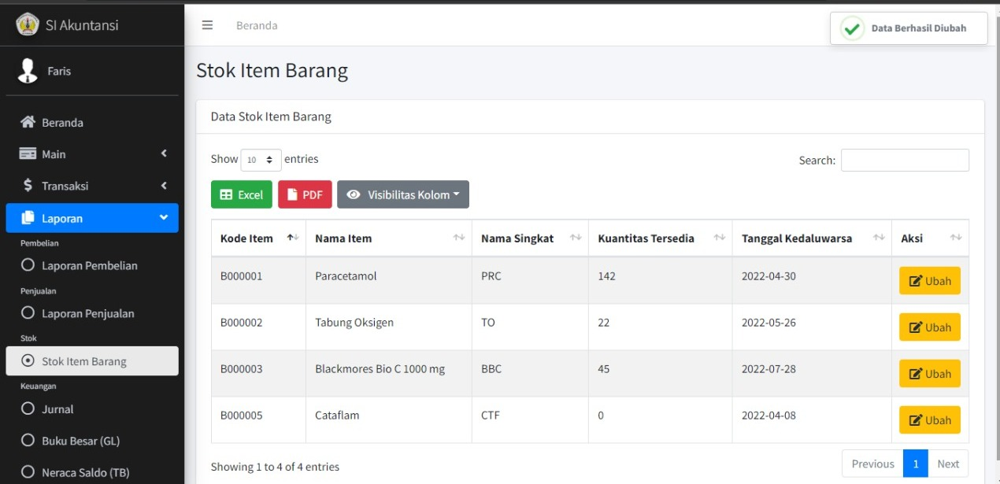 SI Akuntansi
Faris
Beranda
Main
Transaksi
Laporan
Pembelian
Laporan Pembelian
Penjualan
Laporan Penjualan
Stok
Stok Item Barang
Keuangan
Jurnal
Buku Besar (GL)
Neraca Saldo (TB)
Beranda
Data Berhasil Diubah
Stok Item Barang
Data Stok Item Barang
Show 10 entries Search:
Excel PDF Visibilitas Kolom
Kode Item Nama Item Nama Singkat Kuantitas Tersedia Tanggal Kedaluwarsa Aksi
B000001 Paracetamol PRC 142 2022-04-30 Ubah
B000002 Tabung Oksigen TO 22 2022-05-26 Ubah
B000003 Blackmores Bio C 1000 mg BBC 45 2022-07-28 Ubah
B000005 Cataflam CTF 0 2022-04-08 Ubah
Showing 1 to 4 of 4 entries Previous 1 Next